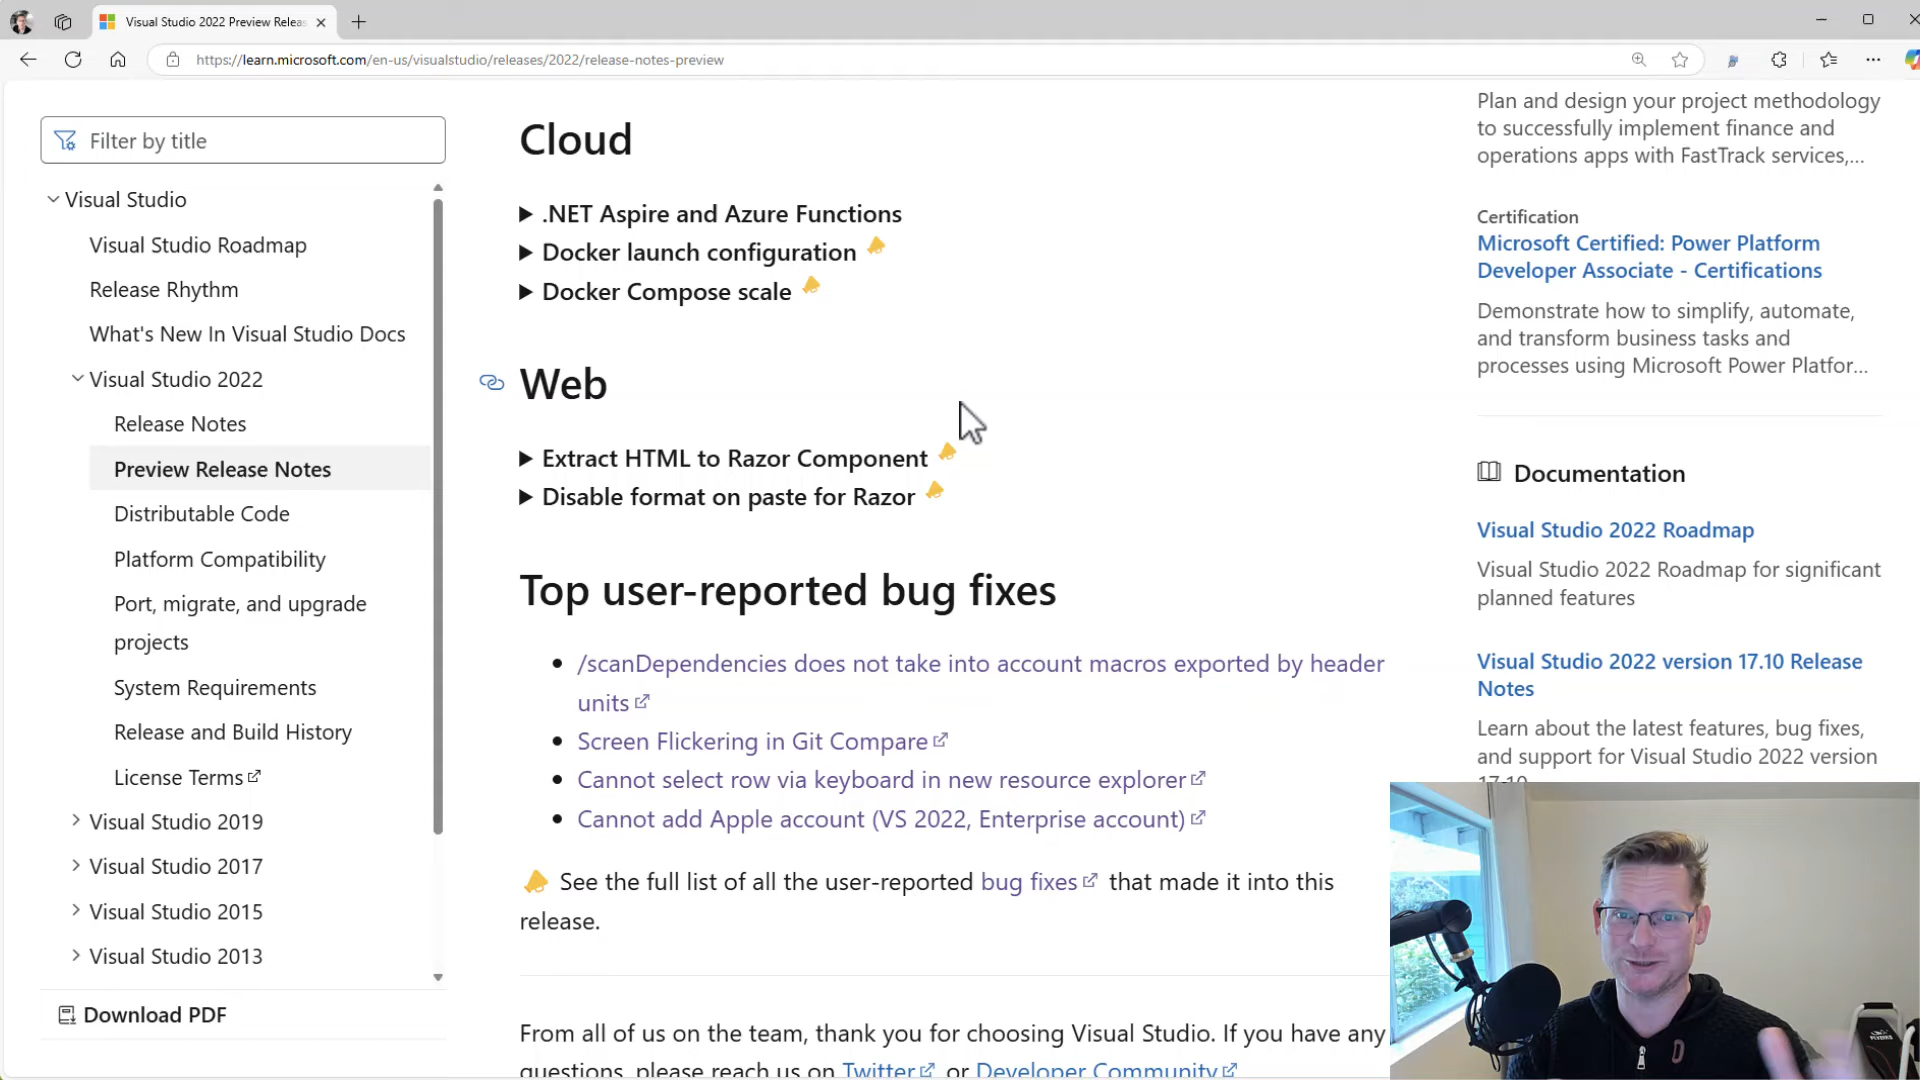 Visual Studio 2022 Preview Relea
https://learn.microsoft.com/en-us/visualstudio/releases/2022/release-notes-preview
Filter by title
Visual Studio
Visual Studio Roadmap
Release Rhythm
What's New In Visual Studio Docs
Visual Studio 2022
Release Notes
Preview Release Notes
Distributable Code
Platform Compatibility
Port, migrate, and upgrade
projects
System Requirements
Release and Build History
License Terms
Visual Studio 2019
Visual Studio 2017
Visual Studio 2015
Visual Studio 2013
Download PDF
Cloud
.NET Aspire and Azure Functions
Docker launch configuration
Docker Compose scale
Web
Extract HTML to Razor Component
Disable format on paste for Razor
Top user-reported bug fixes
/scanDependencies does not take into account macros exported by header
units
Screen Flickering in Git Compare
Cannot select row via keyboard in new resource explorer
Cannot add Apple account (VS 2022, Enterprise account)
See the full list of all the user-reported bug fixes that made it into this
release.
From all of us on the team, thank you for choosing Visual Studio. If you have any
questions, please reach us on Twitter or Developer Community
Plan and design your project methodology
to successfully implement finance and
operations apps with FastTrack services,...
Certification
Microsoft Certified: Power Platform
Developer Associate - Certifications
Demonstrate how to simplify, automate,
and transform business tasks and
processes using Microsoft Power Platfor...
Documentation
Visual Studio 2022 Roadmap
Visual Studio 2022 Roadmap for significant
planned features
Visual Studio 2022 version 17.10 Release
Notes
Learn about the latest features, bug fixes,
and support for Visual Studio 2022 version
17.10